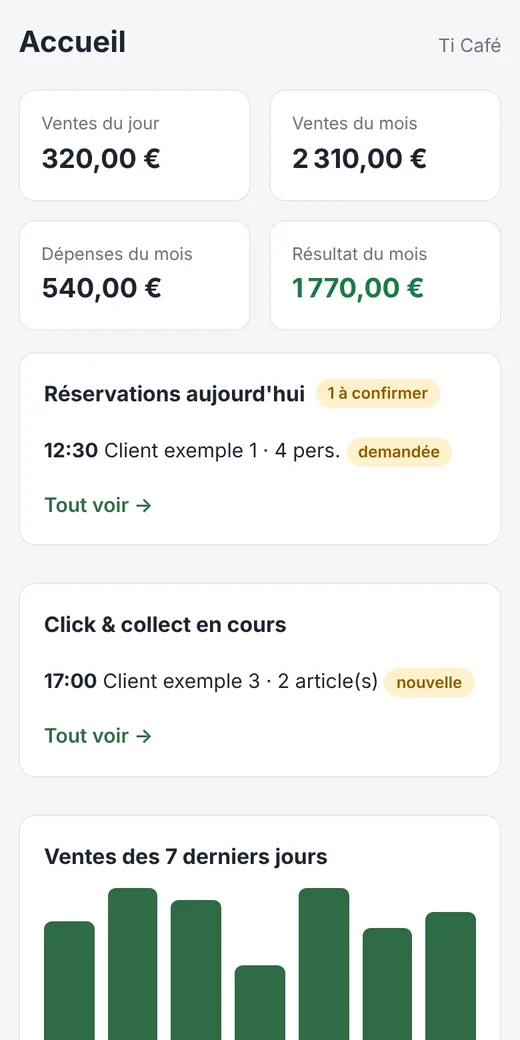 Accueil
Ti Café
Ventes du jour
320,00 €
Ventes du mois
2 310,00 €
Dépenses du mois
540,00 €
Résultat du mois
1 770,00 €
Réservations aujourd'hui 1 à confirmer
12:30 Client exemple 1 · 4 pers. demandée
Tout voir →
Click & collect en cours
17:00 Client exemple 3 · 2 article(s) nouvelle
Tout voir →
Ventes des 7 derniers jours